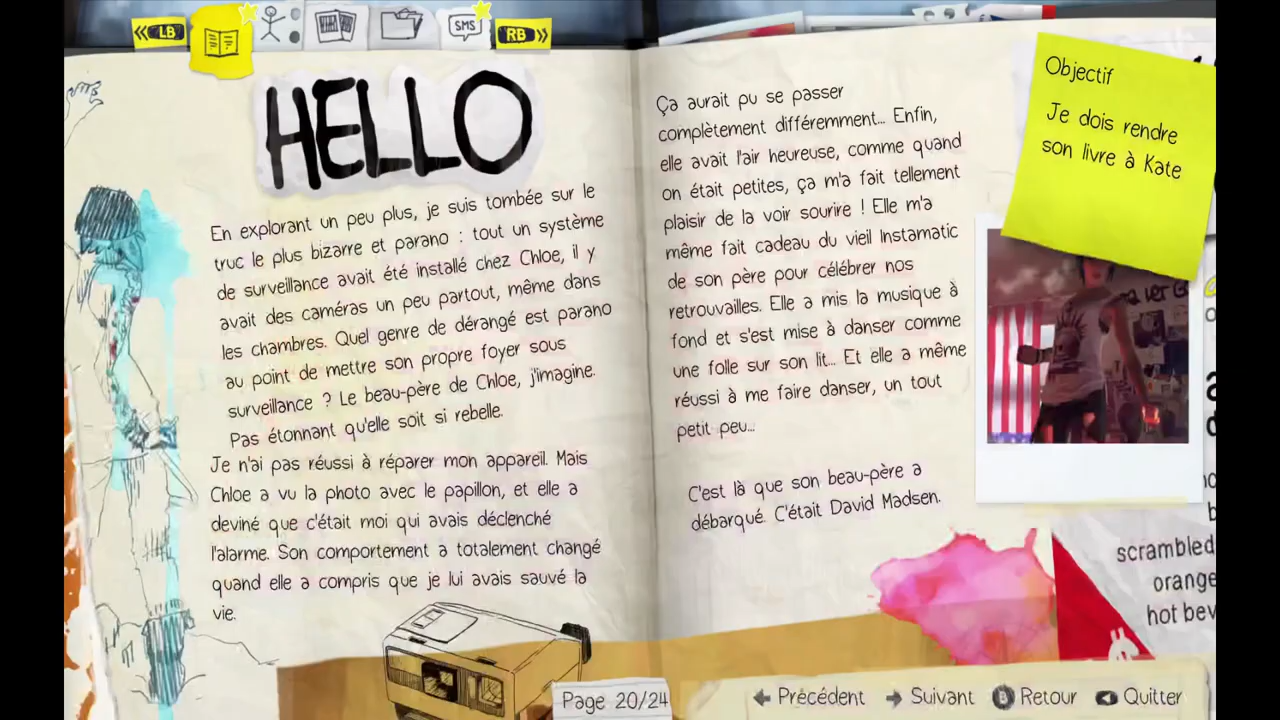 LB
SMS
RB
HELLO
En explorant un peu plus, je suis tombée sur le
truc le plus bizarre et parano : tout un système
de surveillance avait été installé chez Chloe, il y
avait des caméras un peu partout, même dans
les chambres. Quel genre de dérangé est parano
au point de mettre son propre foyer sous
surveillance ? Le beau-père de Chloe, j'imagine.
Pas étonnant qu'elle soit si rebelle.
Je n'ai pas réussi à réparer mon appareil. Mais
Chloe a vu la photo avec le papillon, et elle a
deviné que c'était moi qui avais déclenché
l'alarme. Son comportement a totalement changé
quand elle a compris que je lui avais sauvé la
vie.
Ça aurait pu se passer
complètement différemment... Enfin,
elle avait l'air heureuse, comme quand
on était petites, ça m'a fait tellement
plaisir de la voir sourire ! Elle m'a
même fait cadeau du vieil Instamatic
de son père pour célébrer nos
retrouvailles. Elle a mis la musique à
fond et s'est mise à danser comme
une folle sur son lit... Et elle a même
réussi à me faire danser, un tout
petit peu...
C'est là que son beau-père a
débarqué. C'était David Madsen.
Objectif
Je dois rendre
son livre à Kate
scrambled
orange
hot bev
Page 20/24
Précédent
Suivant
B Retour
Quitter